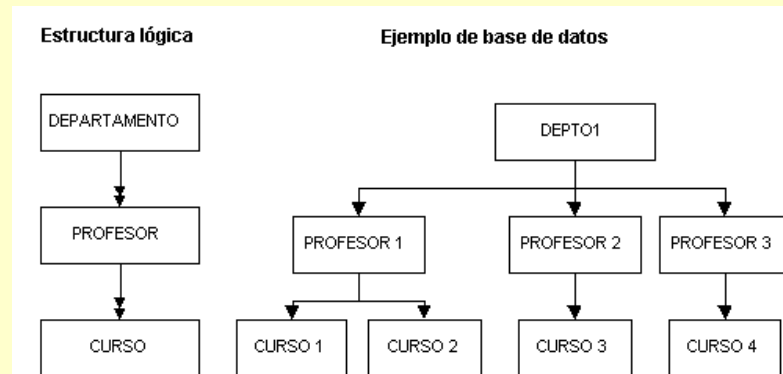 Estructura lógica
Ejemplo de base de datos
DEPARTAMENTO
PROFESOR
CURSO
DEPTO1
PROFESOR 1
PROFESOR 2
PROFESOR 3
CURSO 1
CURSO 2
CURSO 3
CURSO 4